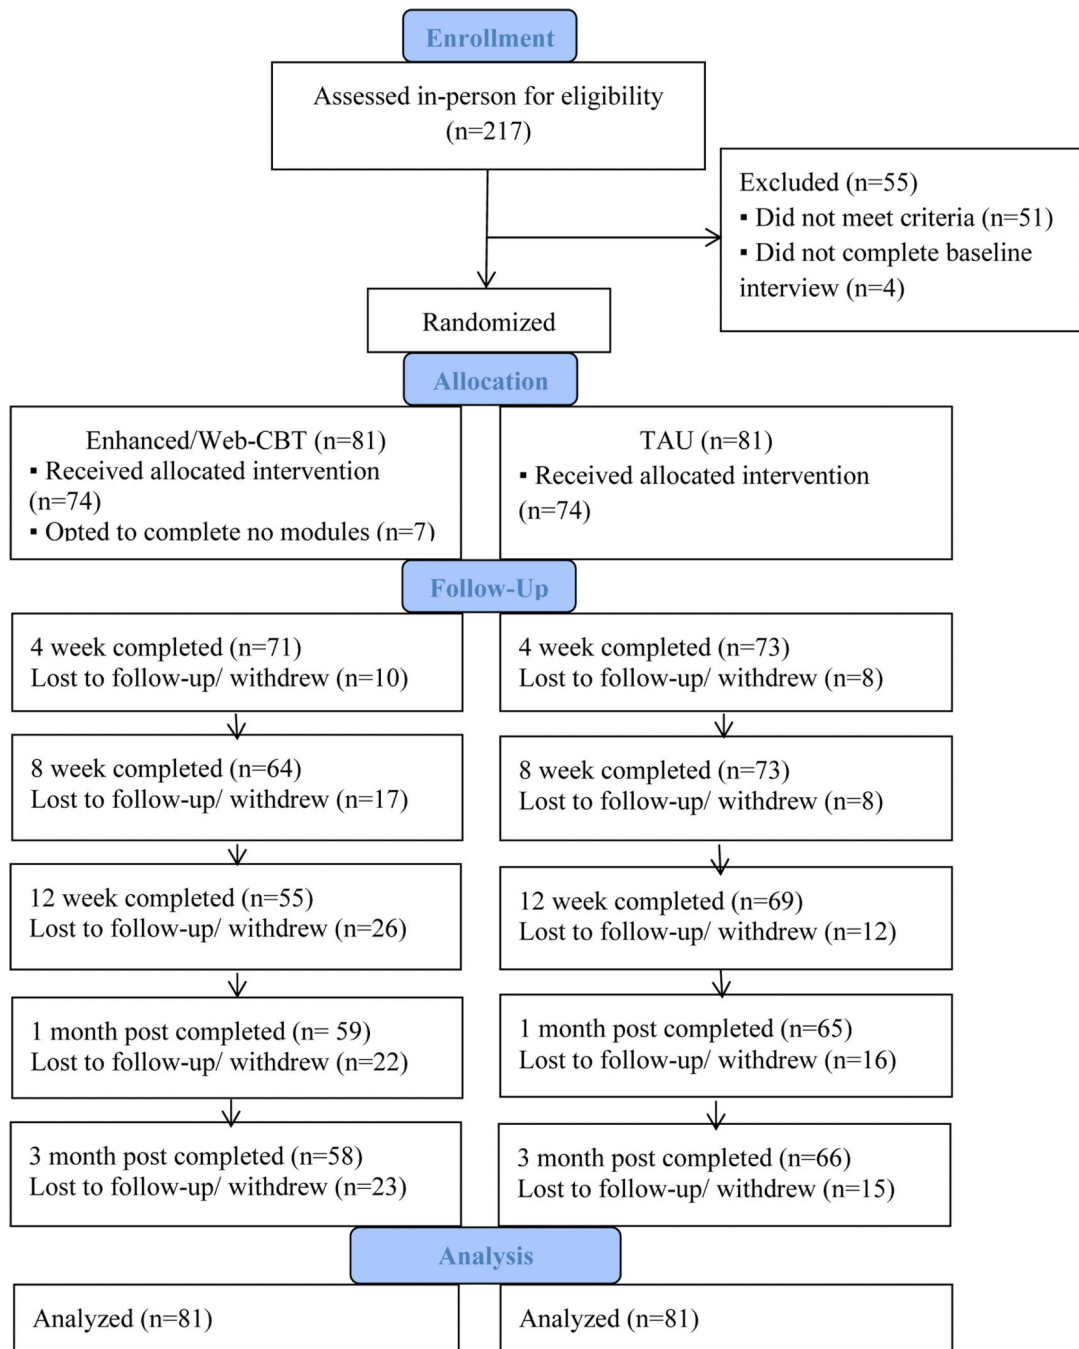 Enrollment
Assessed in-person for eligibility
(n=217)
Excluded (n=55)
▪ Did not meet criteria (n=51)
▪ Did not complete baseline
interview (n=4)
Randomized
Allocation
Enhanced/Web-CBT (n=81)
▪ Received allocated intervention
(n=74)
▪ Opted to complete no modules (n=7)
TAU (n=81)
▪ Received allocated intervention
(n=74)
Follow-Up
4 week completed (n=71)
Lost to follow-up/ withdrew (n=10)
4 week completed (n=73)
Lost to follow-up/ withdrew (n=8)
8 week completed (n=64)
Lost to follow-up/ withdrew (n=17)
8 week completed (n=73)
Lost to follow-up/ withdrew (n=8)
12 week completed (n=55)
Lost to follow-up/ withdrew (n=26)
12 week completed (n=69)
Lost to follow-up/ withdrew (n=12)
1 month post completed (n= 59)
Lost to follow-up/ withdrew (n=22)
1 month post completed (n=65)
Lost to follow-up/ withdrew (n=16)
3 month post completed (n=58)
Lost to follow-up/ withdrew (n=23)
3 month post completed (n=66)
Lost to follow-up/ withdrew (n=15)
Analysis
Analyzed (n=81)
Analyzed (n=81)